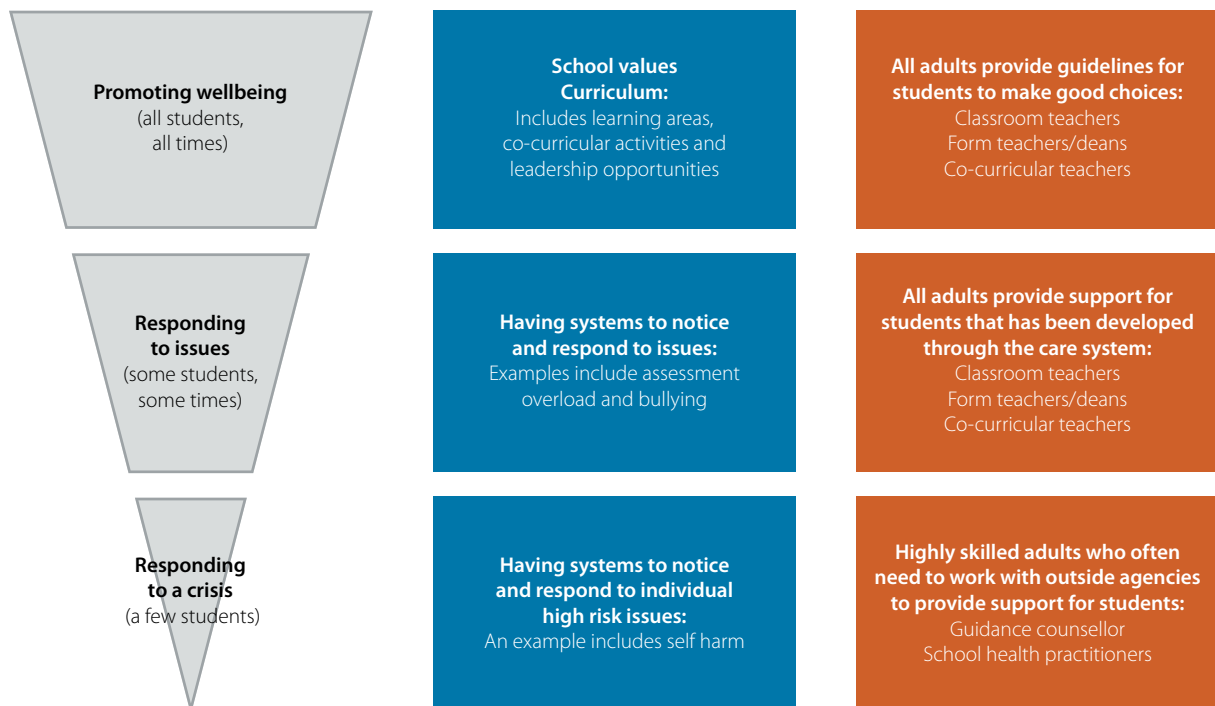 Promoting wellbeing
(all students,
all times)
School values
Curriculum:
Includes learning areas,
co-curricular activities and
leadership opportunities
All adults provide guidelines for
students to make good choices:
Classroom teachers
Form teachers/deans
Co-curricular teachers
Responding
to issues
(some students,
some times)
Having systems to notice
and respond to issues:
Examples include assessment
overload and bullying
All adults provide support for
students that has been developed
through the care system:
Classroom teachers
Form teachers/deans
Co-curricular teachers
Responding
to a crisis
(a few students)
Having systems to notice
and respond to individual
high risk issues:
An example includes self harm
Highly skilled adults who often
need to work with outside agencies
to provide support for students:
Guidance counsellor
School health practitioners